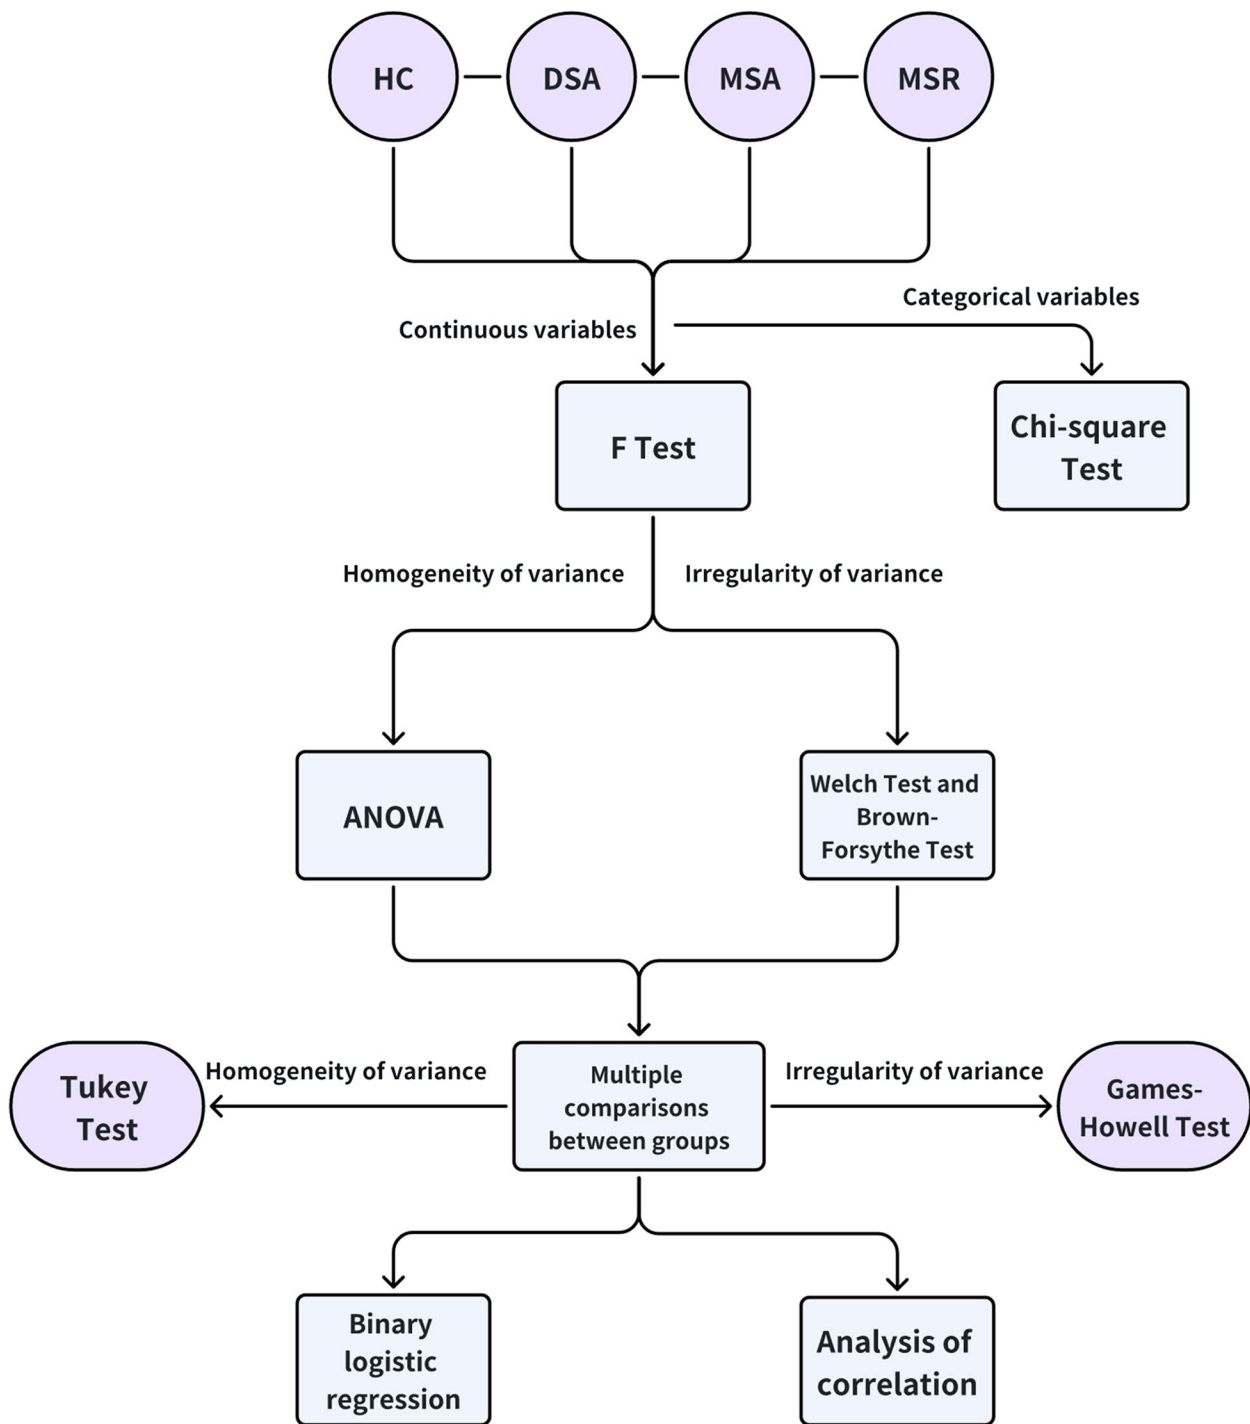 HC
DSA
MSA
MSR
Categorical variables
Continuous variables
F Test
Chi-square
Test
Homogeneity of variance
Irregularity of variance
ANOVA
Welch Test and
Brown-
Forsythe Test
Tukey
Test
Homogeneity of variance
Multiple
comparisons
between groups
Irregularity of variance
Games-
Howell Test
Binary
logistic
regression
Analysis of
correlation